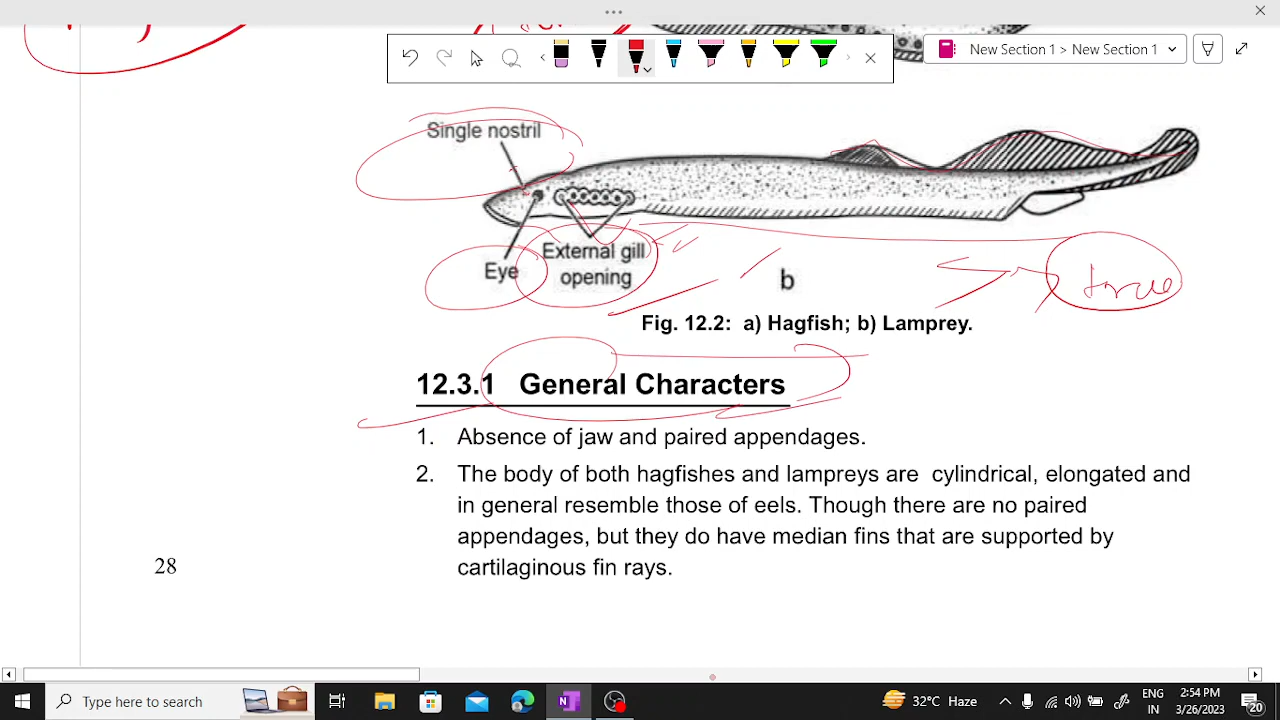 New Section 1 > New Section 1
Single nostril
External gill
opening
Eye
b
true
Fig. 12.2: a) Hagfish; b) Lamprey.
12.3.1 General Characters
1. Absence of jaw and paired appendages.
2. The body of both hagfishes and lampreys are cylindrical, elongated and
in general resemble those of eels. Though there are no paired
appendages, but they do have median fins that are supported by
cartilaginous fin rays.
28
Type here to search
32°C Haze
ENG
IN
2:54 PM
3/26/2023
20